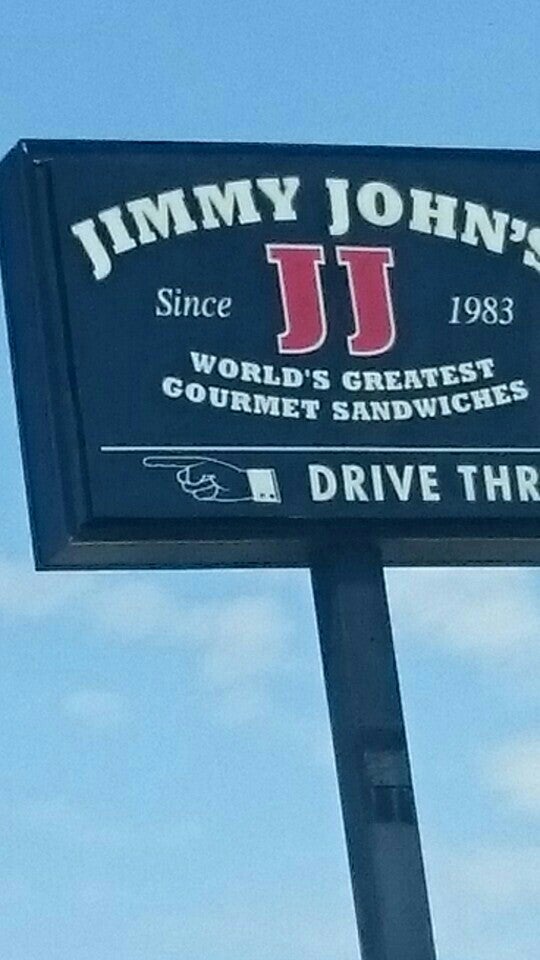 JIMMY JOHN'S
JJ
Since 1983
WORLD'S GREATEST
GOURMET SANDWICHES
DRIVE THR